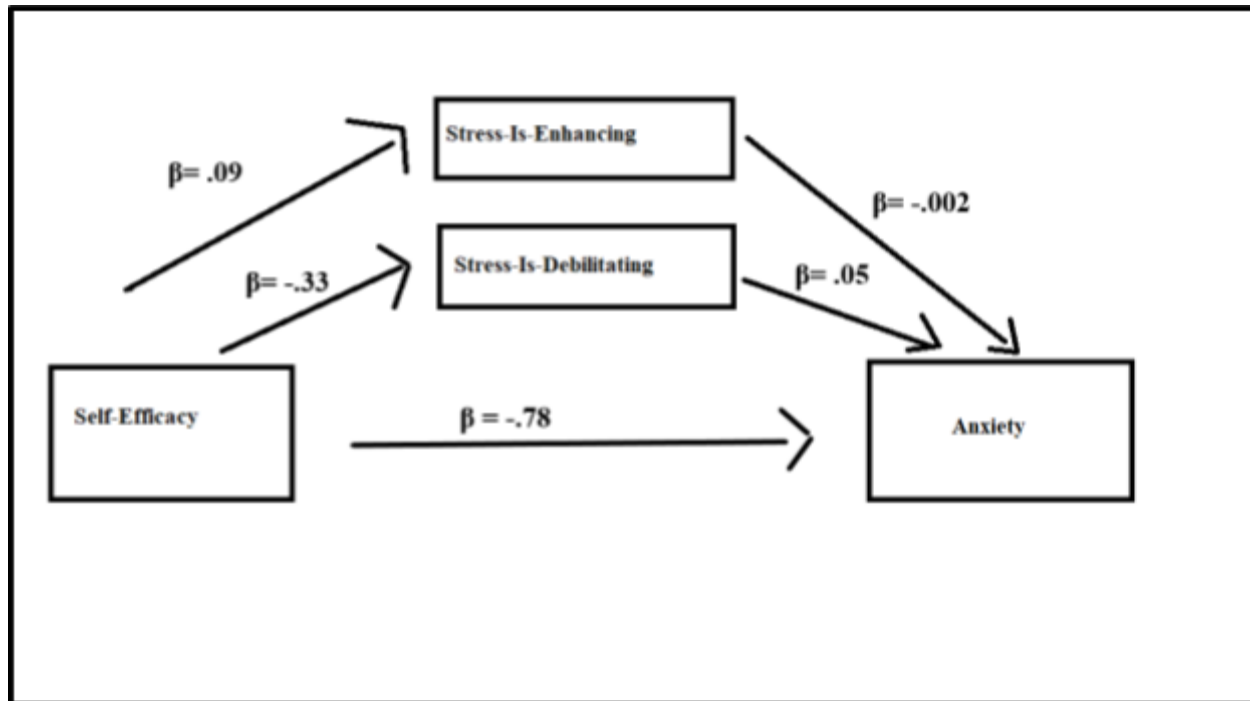 Stress-Is-Enhancing
β= .09
β= -.002
Stress-Is-Debilitating
β= -.33
β= .05
Self-Efficacy
β = -.78
Anxiety